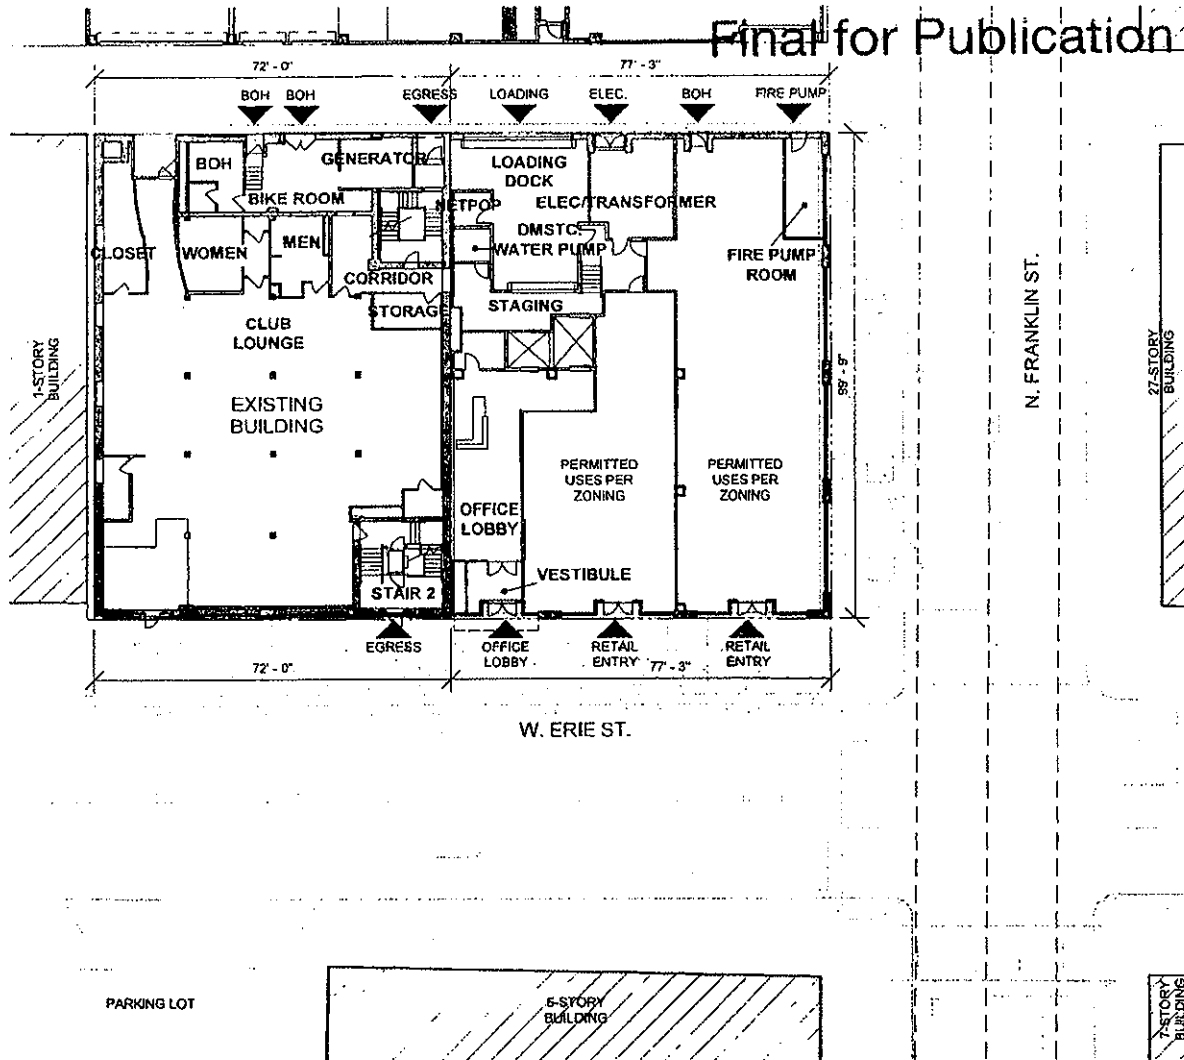 Final for Publication
72' - 0"
77' - 3"
BOH
BOH
EGRESS
LOADING
ELEC.
BOH
FIRE PUMP
BOH
GENERATOR
LOADING
DOCK
BIKE ROOM
NETPOP
ELEC/TRANSFORMER
CLOSET
WOMEN
MEN
DMSTC.
WATER PUMP
FIRE PUMP
ROOM
CORRIDOR
STORAG
STAGING
CLUB
LOUNGE
1-STORY
BUILDING
EXISTING
BUILDING
99' - 9"
N. FRANKLIN ST.
27-STORY
BUILDING
PERMITTED
USES PER
ZONING
PERMITTED
USES PER
ZONING
OFFICE
LOBBY
VESTIBULE
STAIR 2
EGRESS
OFFICE
LOBBY
RETAIL
ENTRY
RETAIL
ENTRY
72' - 0"
77' - 3"
W. ERIE ST.
PARKING LOT
5-STORY
BUILDING
7-STORY
BUILDING